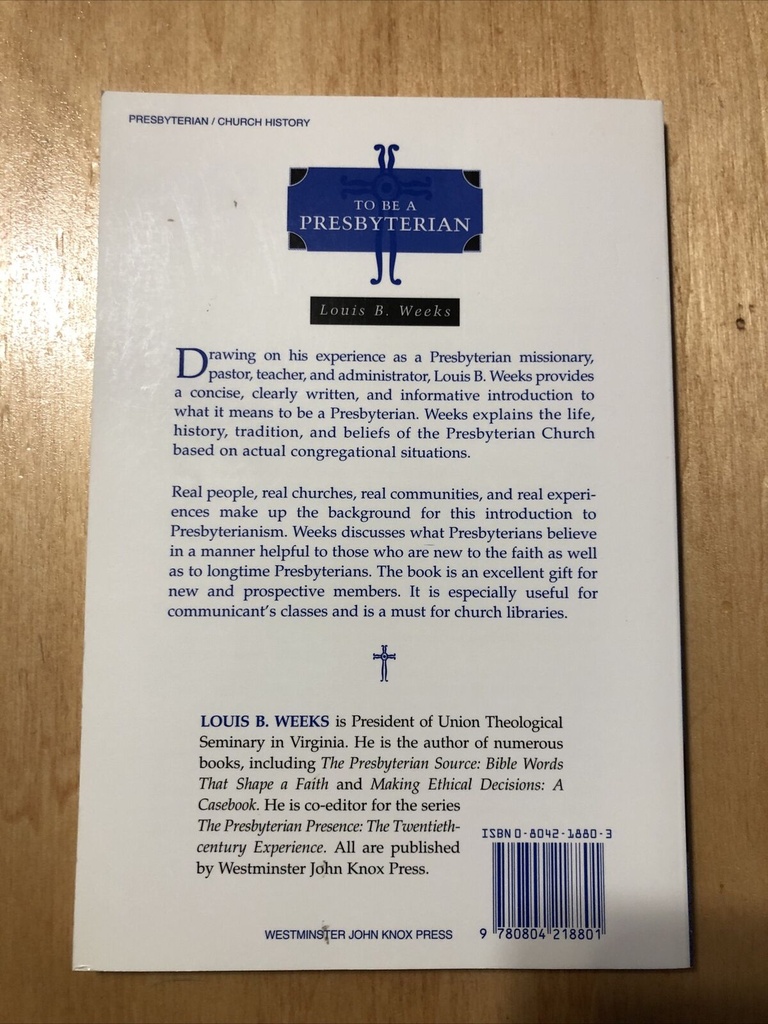 PRESBYTERIAN / CHURCH HISTORY
TO BE A
PRESBYTERIAN
Louis B. Weeks
Drawing on his experience as a Presbyterian missionary,
pastor, teacher, and administrator, Louis B. Weeks provides
a concise, clearly written, and informative introduction to
what it means to be a Presbyterian. Weeks explains the life,
history, tradition, and beliefs of the Presbyterian Church
based on actual congregational situations.
Real people, real churches, real communities, and real experi-
ences make up the background for this introduction to
Presbyterianism. Weeks discusses what Presbyterians believe
in a manner helpful to those who are new to the faith as well
as to longtime Presbyterians. The book is an excellent gift for
new and prospective members. It is especially useful for
communicant's classes and is a must for church libraries.
LOUIS B. WEEKS is President of Union Theological
Seminary in Virginia. He is the author of numerous
books, including The Presbyterian Source: Bible Words
That Shape a Faith and Making Ethical Decisions: A
Casebook. He is co-editor for the series
The Presbyterian Presence: The Twentieth-
century Experience. All are published
by Westminster John Knox Press.
ISBN 0-8042-1880-3
9 780804 218801
WESTMINSTER JOHN KNOX PRESS